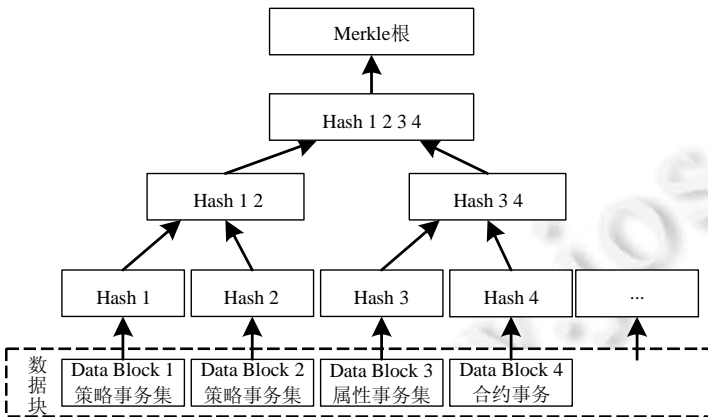 Merkle根
Hash 1 2 3 4
Hash 1 2
Hash 3 4
Hash 1
Hash 2
Hash 3
Hash 4
...
数据块
Data Block 1
策略事务集
Data Block 2
策略事务集
Data Block 3
属性事务集
Data Block 4
合约事务